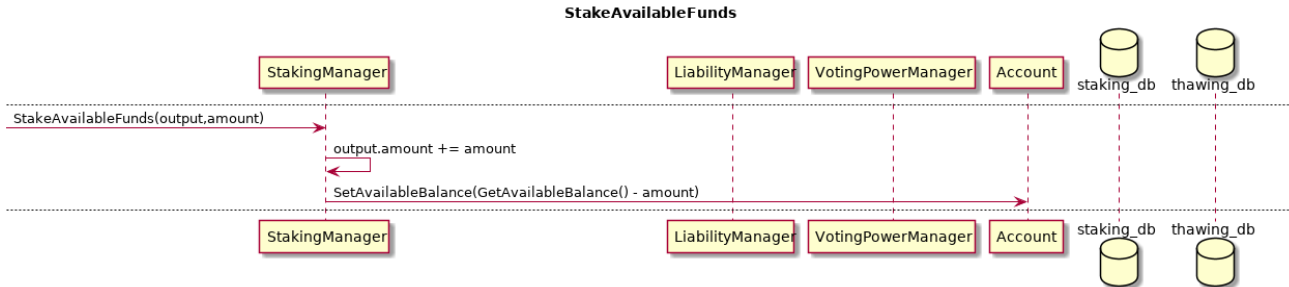 StakeAvailableFunds
StakingManager
LiabilityManager
VotingPowerManager
Account
staking_db
thawing_db
StakeAvailableFunds(output,amount)
output.amount += amount
SetAvailableBalance(GetAvailableBalance() - amount)
StakingManager
LiabilityManager
VotingPowerManager
Account
staking_db
thawing_db